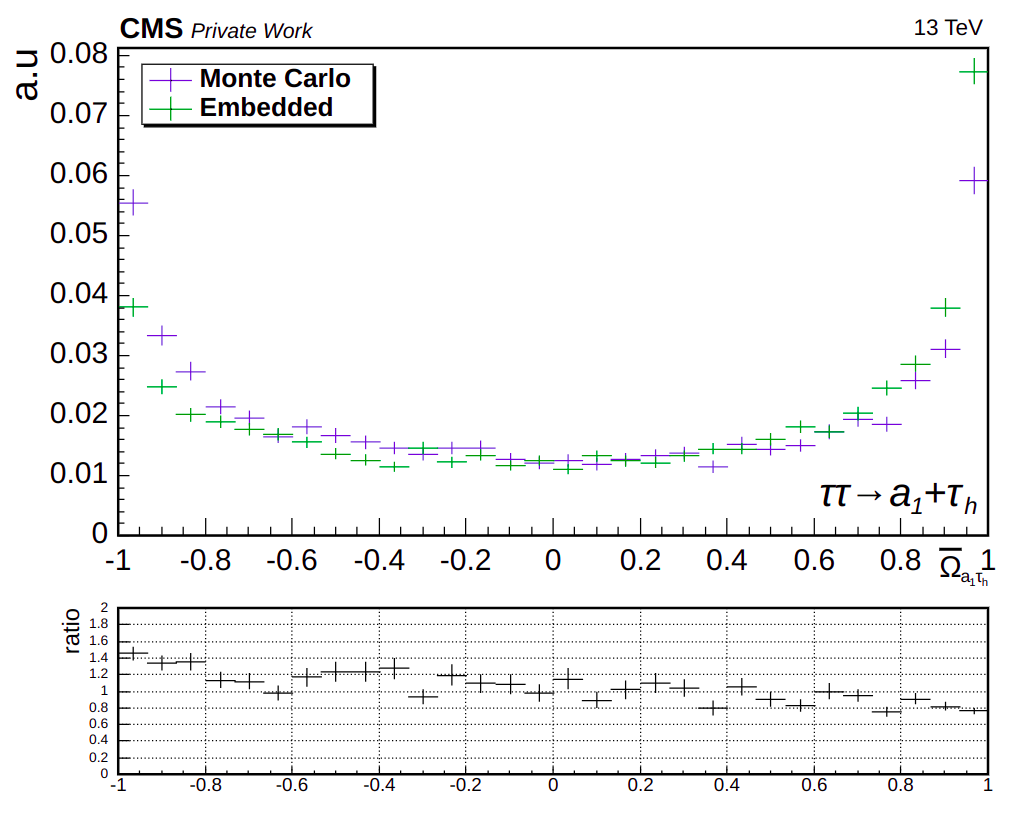 CMS Private Work 13 TeV
a.u
0.08
0.07
0.06
0.05
0.04
0.03
0.02
0.01
0
Monte Carlo
Embedded
ττ→a₁+τₕ
-1 -0.8 -0.6 -0.4 -0.2 0 0.2 0.4 0.6 0.8 1
Ω̅a₁τₕ
ratio
2
1.8
1.6
1.4
1.2
1
0.8
0.6
0.4
0.2
0
-1 -0.8 -0.6 -0.4 -0.2 0 0.2 0.4 0.6 0.8 1